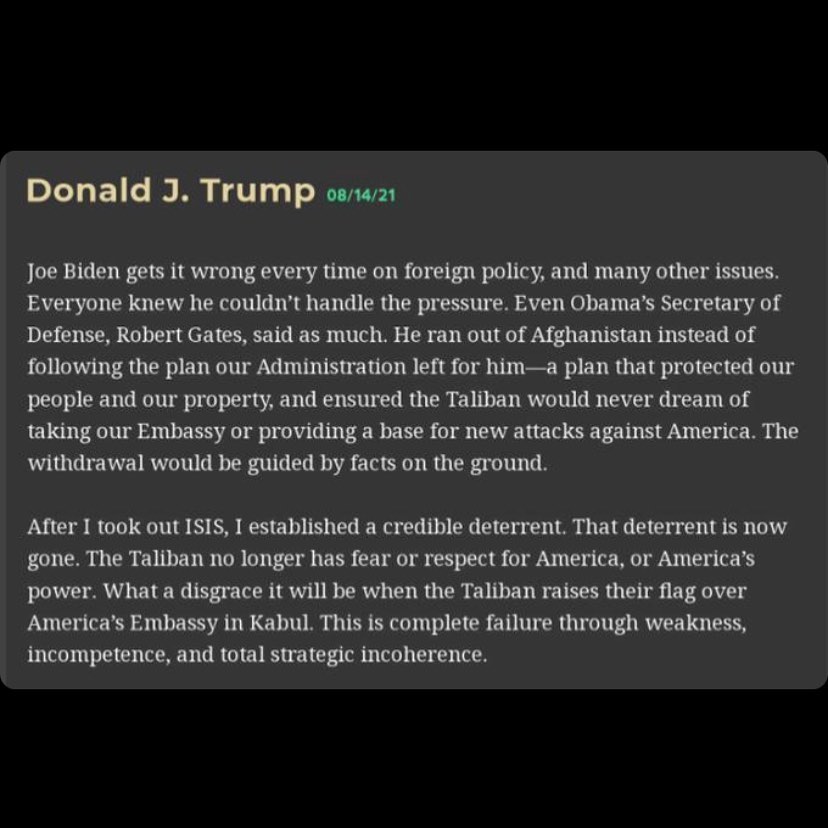 Donald J. Trump 08/14/21
Joe Biden gets it wrong every time on foreign policy, and many other issues.
Everyone knew he couldn’t handle the pressure. Even Obama’s Secretary of
Defense, Robert Gates, said as much. He ran out of Afghanistan instead of
following the plan our Administration left for him—a plan that protected our
people and our property, and ensured the Taliban would never dream of
taking our Embassy or providing a base for new attacks against America. The
withdrawal would be guided by facts on the ground.
After I took out ISIS, I established a credible deterrent. That deterrent is now
gone. The Taliban no longer has fear or respect for America, or America’s
power. What a disgrace it will be when the Taliban raises their flag over
America’s Embassy in Kabul. This is complete failure through weakness,
incompetence, and total strategic incoherence.